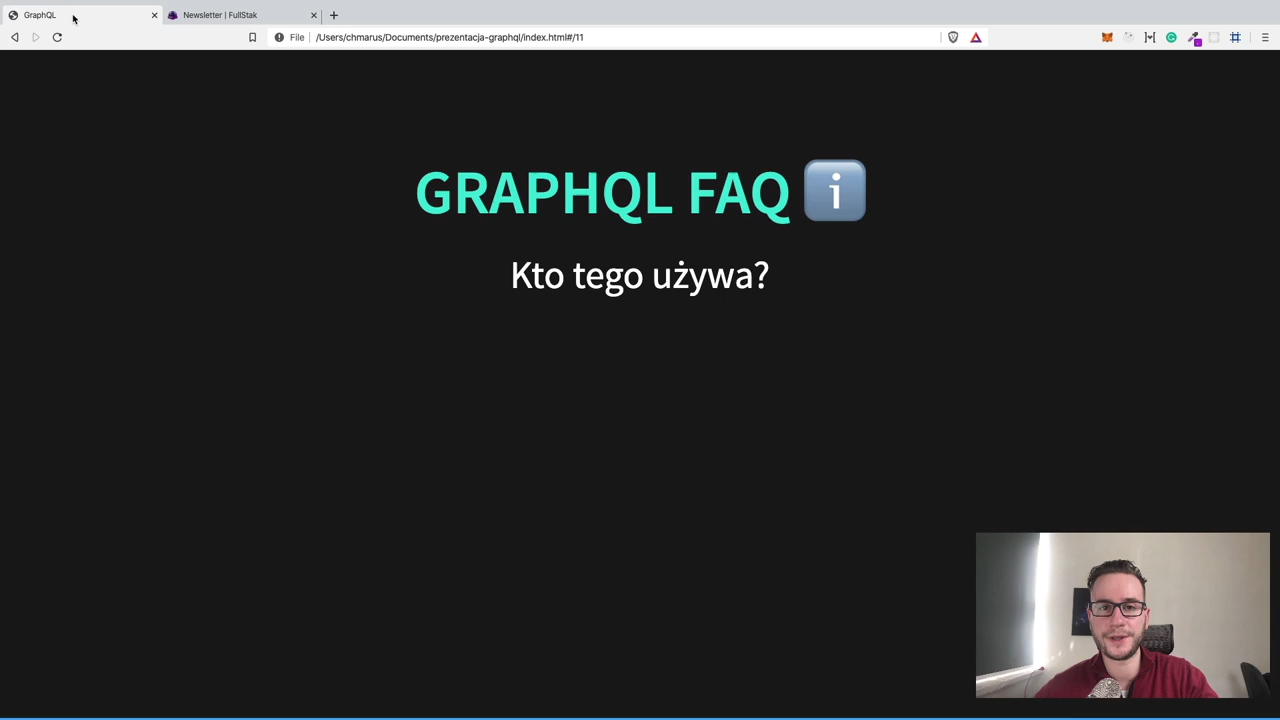 GraphQL
Newsletter | FullStak
File
/Users/chmarus/Documents/prezentacja-graphql/index.html#/11
GRAPHQL FAQ ℹ️
Kto tego używa?